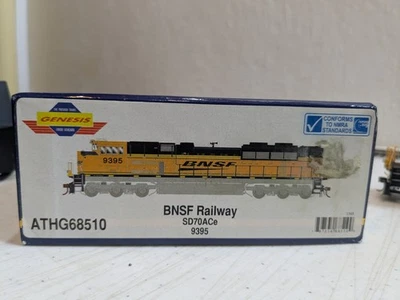 GENESIS
CONFORMS
TO NMRA
STANDARDS
9395
BNSF
BNSF Railway
SD70ACe
9395
ATHG68510